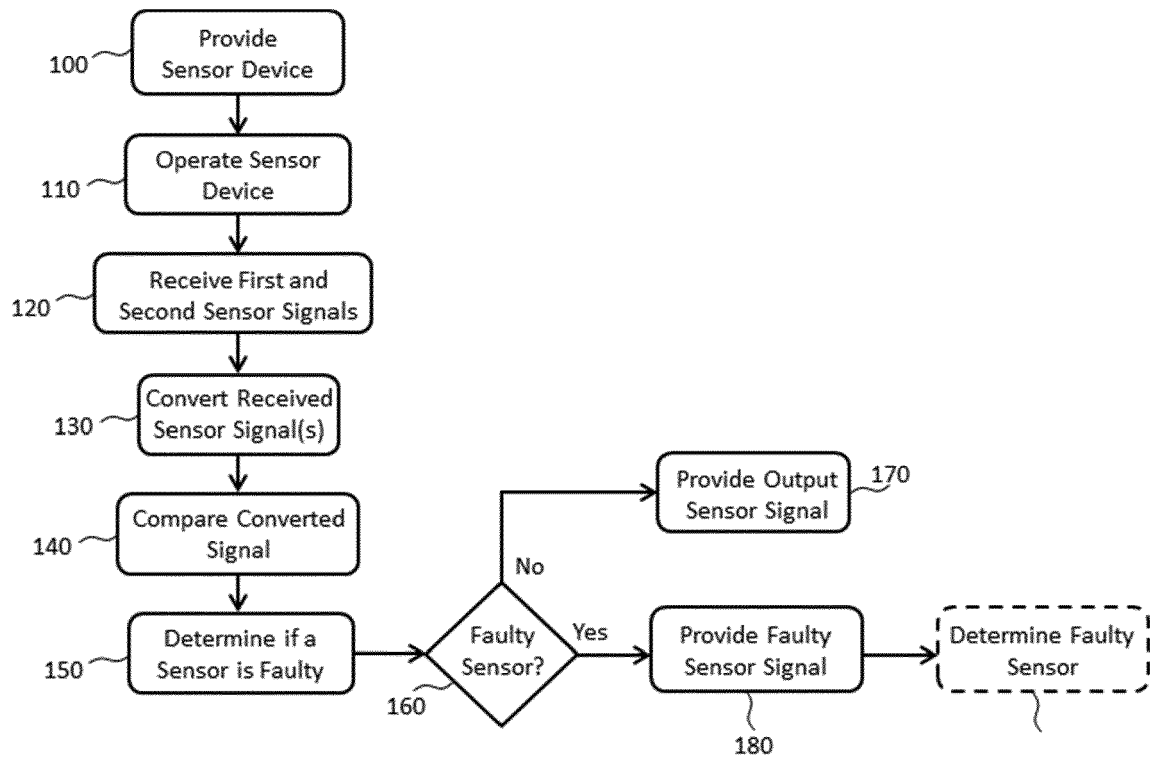 Provide
Sensor Device
100
Operate Sensor
Device
110
Receive First and
Second Sensor Signals
120
Convert Received
Sensor Signal(s)
130
Compare Converted
Signal
140
Determine if a
Sensor is Faulty
150
Faulty
Sensor?
160
No
Provide Output
Sensor Signal
170
Yes
Provide Faulty
Sensor Signal
180
Determine Faulty
Sensor